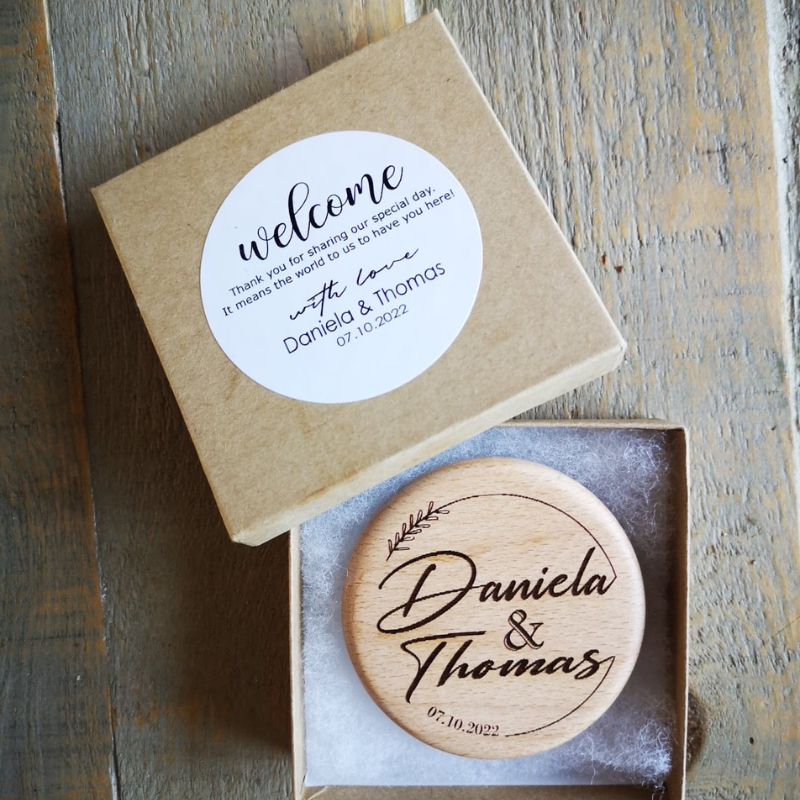 welcome
Thank you for sharing our special day.
It means the world to us to have you here!
with love
Daniela & Thomas
07.10.2022
Daniela
&
Thomas
07.10.2022